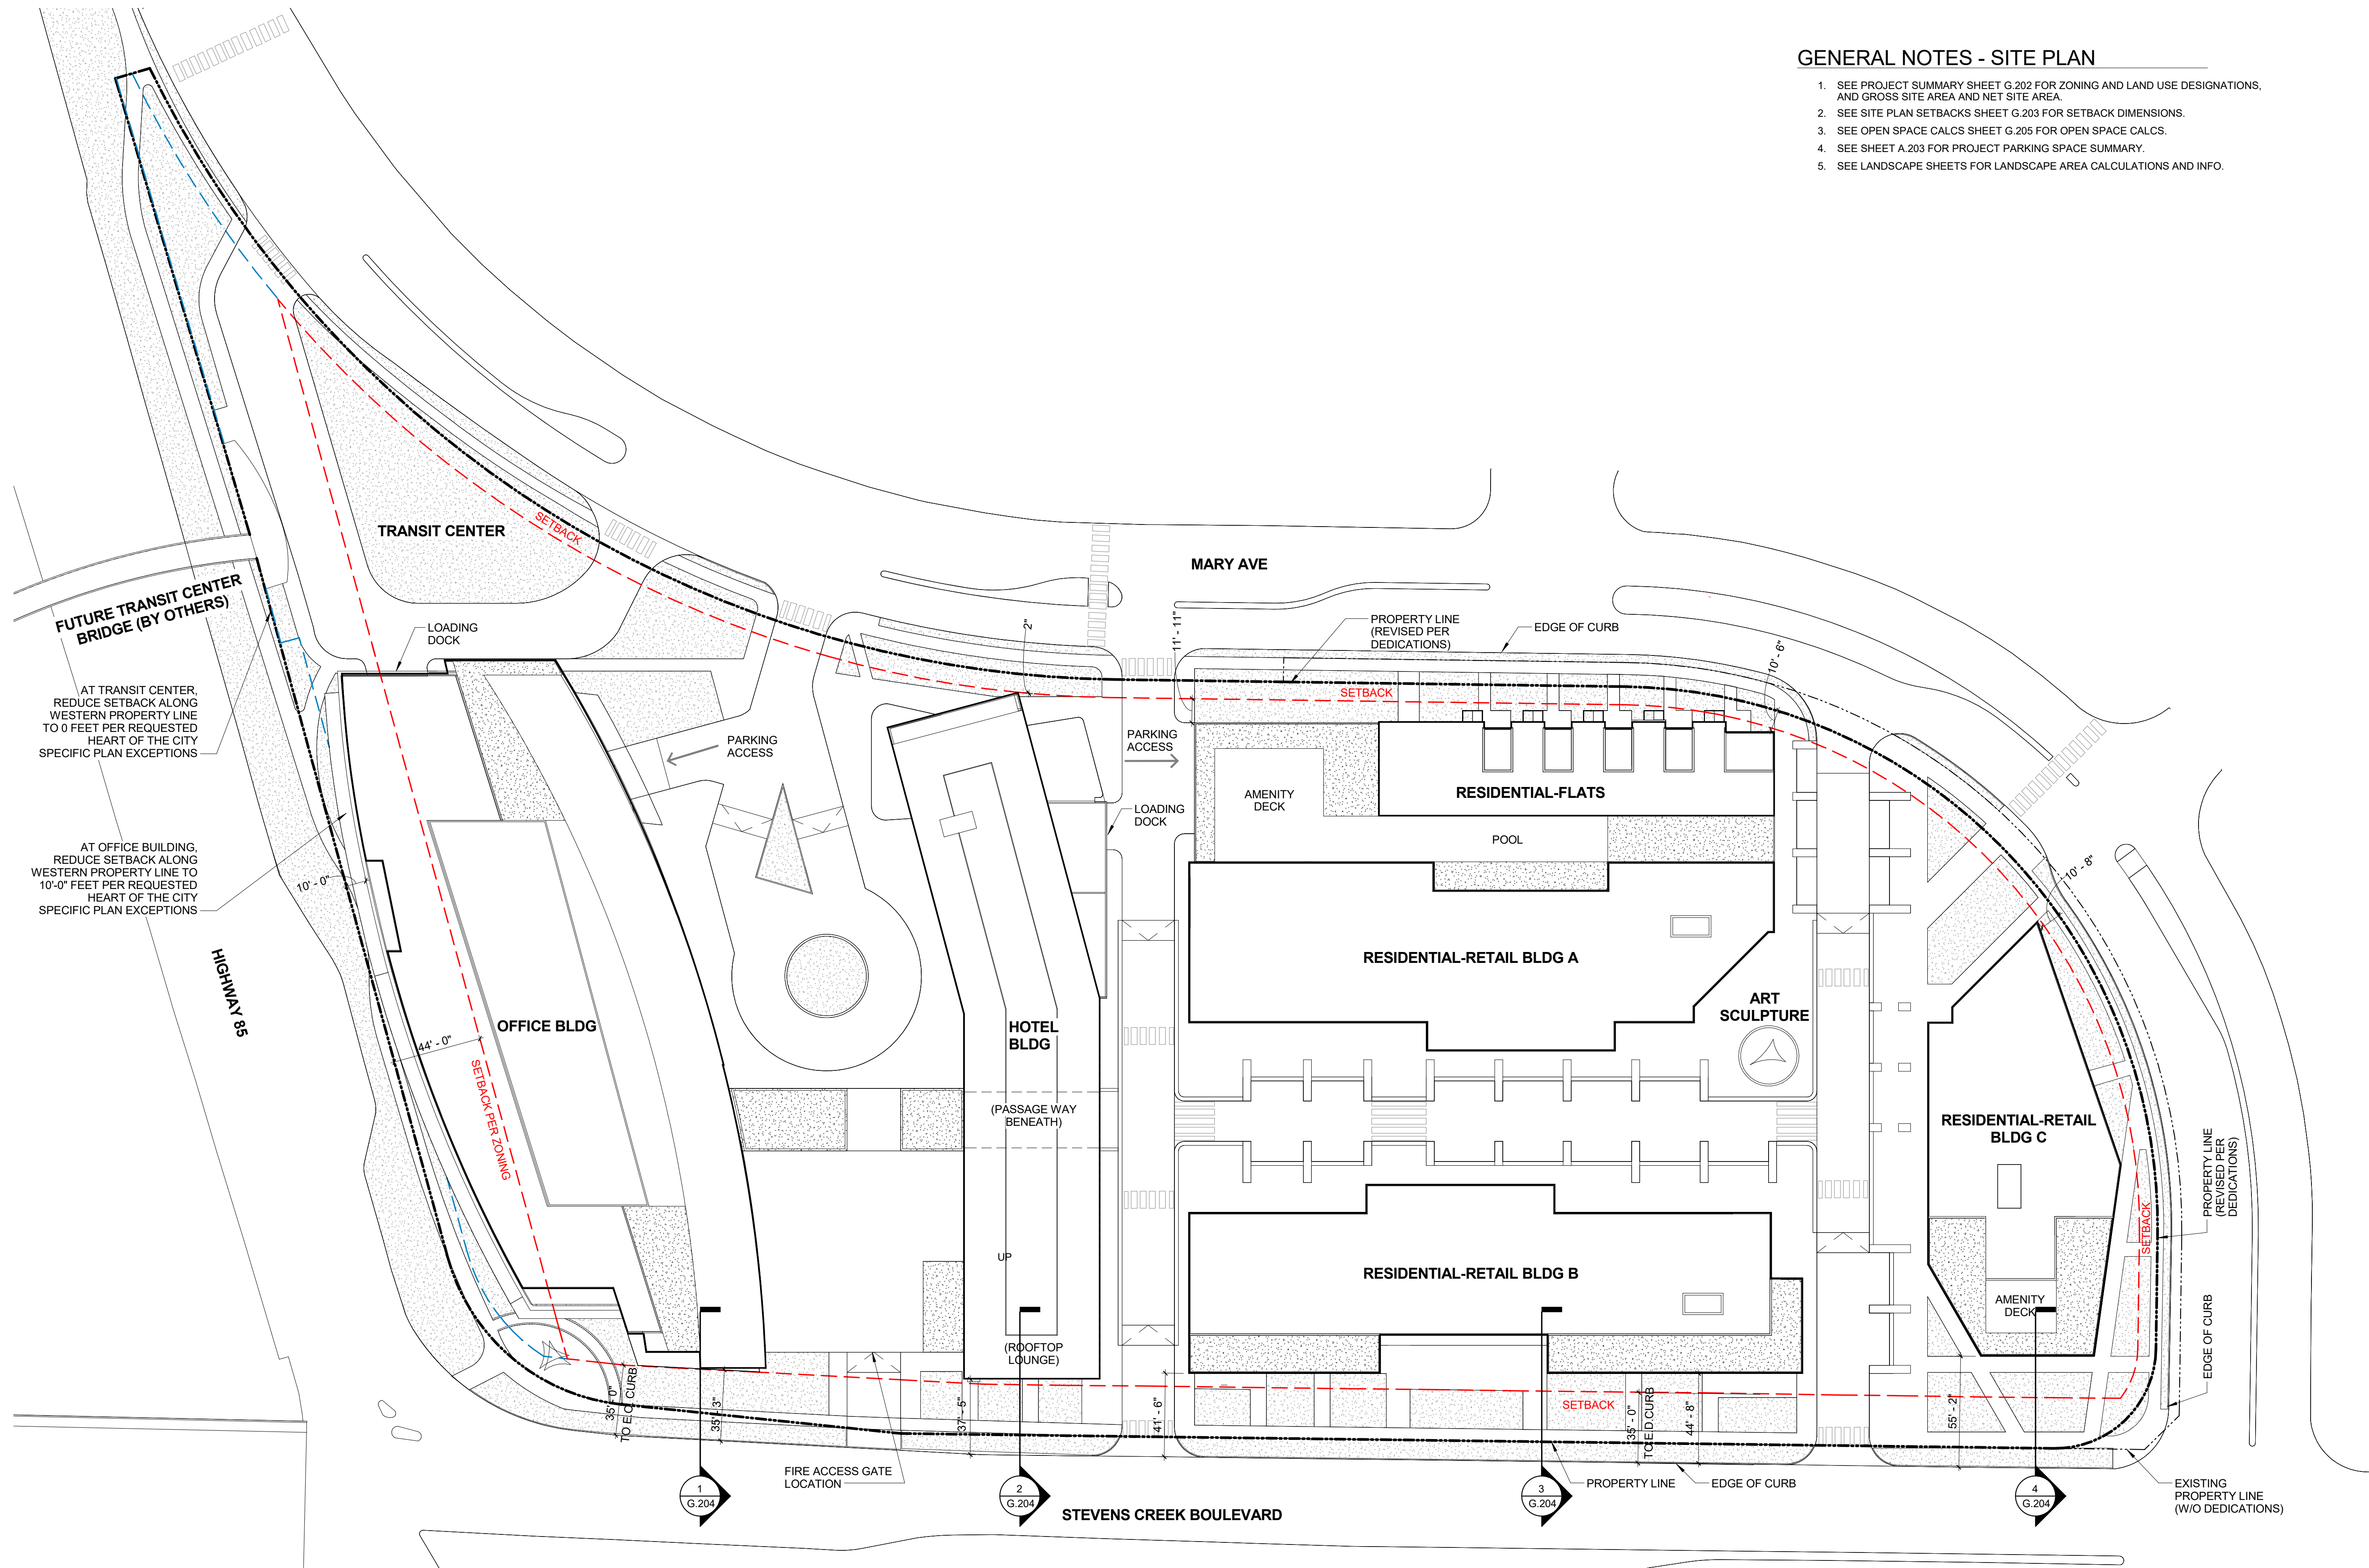 GENERAL NOTES - SITE PLAN
1. SEE PROJECT SUMMARY SHEET G.202 FOR ZONING AND LAND USE DESIGNATIONS,
AND GROSS SITE AREA AND NET SITE AREA.
2. SEE SITE PLAN SETBACKS SHEET G.203 FOR SETBACK DIMENSIONS.
3. SEE OPEN SPACE CALCS SHEET G.205 FOR OPEN SPACE CALCS.
4. SEE SHEET A.203 FOR PROJECT PARKING SPACE SUMMARY.
5. SEE LANDSCAPE SHEETS FOR LANDSCAPE AREA CALCULATIONS AND INFO.
TRANSIT CENTER
SETBACK
MARY AVE
FUTURE TRANSIT CENTER
BRIDGE (BY OTHERS)
LOADING
DOCK
2"
11' - 11"
PROPERTY LINE
(REVISED PER
DEDICATIONS)
EDGE OF CURB
10' - 6"
AT TRANSIT CENTER,
REDUCE SETBACK ALONG
WESTERN PROPERTY LINE
TO 0 FEET PER REQUESTED
HEART OF THE CITY
SPECIFIC PLAN EXCEPTIONS
SETBACK
PARKING
ACCESS
PARKING
ACCESS
AMENITY
DECK
RESIDENTIAL-FLATS
LOADING
DOCK
POOL
AT OFFICE BUILDING,
REDUCE SETBACK ALONG
WESTERN PROPERTY LINE TO
10'-0" FEET PER REQUESTED
HEART OF THE CITY
SPECIFIC PLAN EXCEPTIONS
10' - 0"
10' - 8"
HIGHWAY 85
RESIDENTIAL-RETAIL BLDG A
ART
SCULPTURE
OFFICE BLDG
HOTEL
BLDG
44' - 0"
SETBACK PER ZONING
(PASSAGE WAY
BENEATH)
RESIDENTIAL-RETAIL
BLDG C
PROPERTY LINE
(REVISED PER
DEDICATIONS)
SETBACK
UP
RESIDENTIAL-RETAIL BLDG B
AMENITY
DECK
EDGE OF CURB
(ROOFTOP
LOUNGE)
35' - 0"
TO E.O.CURB
35' - 3"
37' - 5"
41' - 6"
SETBACK
35' - 0"
TO E.D.CURB
44' - 8"
55' - 2"
FIRE ACCESS GATE
LOCATION
PROPERTY LINE
EDGE OF CURB
EXISTING
PROPERTY LINE
(W/O DEDICATIONS)
1
G.204
2
G.204
3
G.204
4
G.204
STEVENS CREEK BOULEVARD